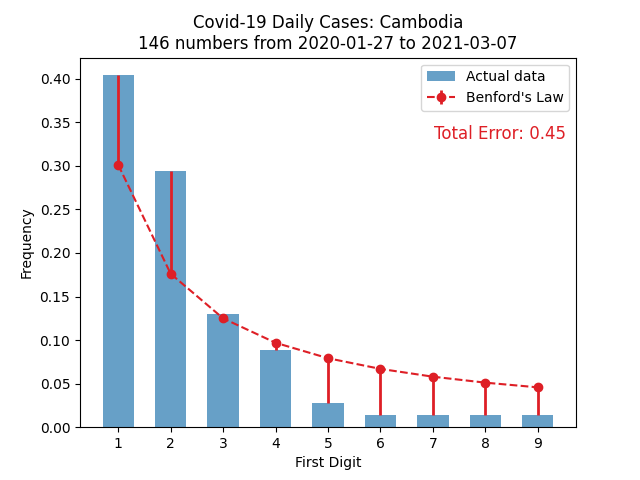 Covid-19 Daily Cases: Cambodia
146 numbers from 2020-01-27 to 2021-03-07
Actual data
Benford's Law
Total Error: 0.45
Frequency
0.40
0.35
0.30
0.25
0.20
0.15
0.10
0.05
0.00
1 2 3 4 5 6 7 8 9
First Digit